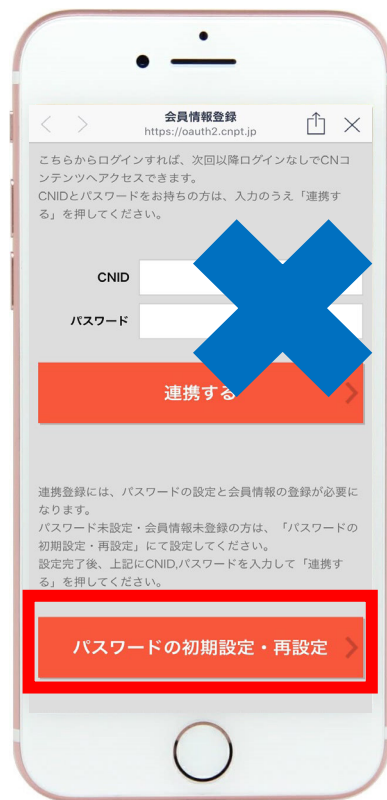 会員情報登録
https://oauth2.cnpt.jp
こちらからログインすれば、次回以降ログインなしでCNコ
ンテンツへアクセスできます。
CNIDとパスワードをお持ちの方は、入力のうえ「連携す
る」を押してください。
CNID
パスワード
連携する
連携登録には、パスワードの設定と会員情報の登録が必要に
なります。
パスワード未設定・会員情報未登録の方は、「パスワードの
初期設定・再設定」にて設定してください。
設定完了後、上記にCNID,パスワードを入力して「連携す
る」を押してください。
パスワードの初期設定・再設定